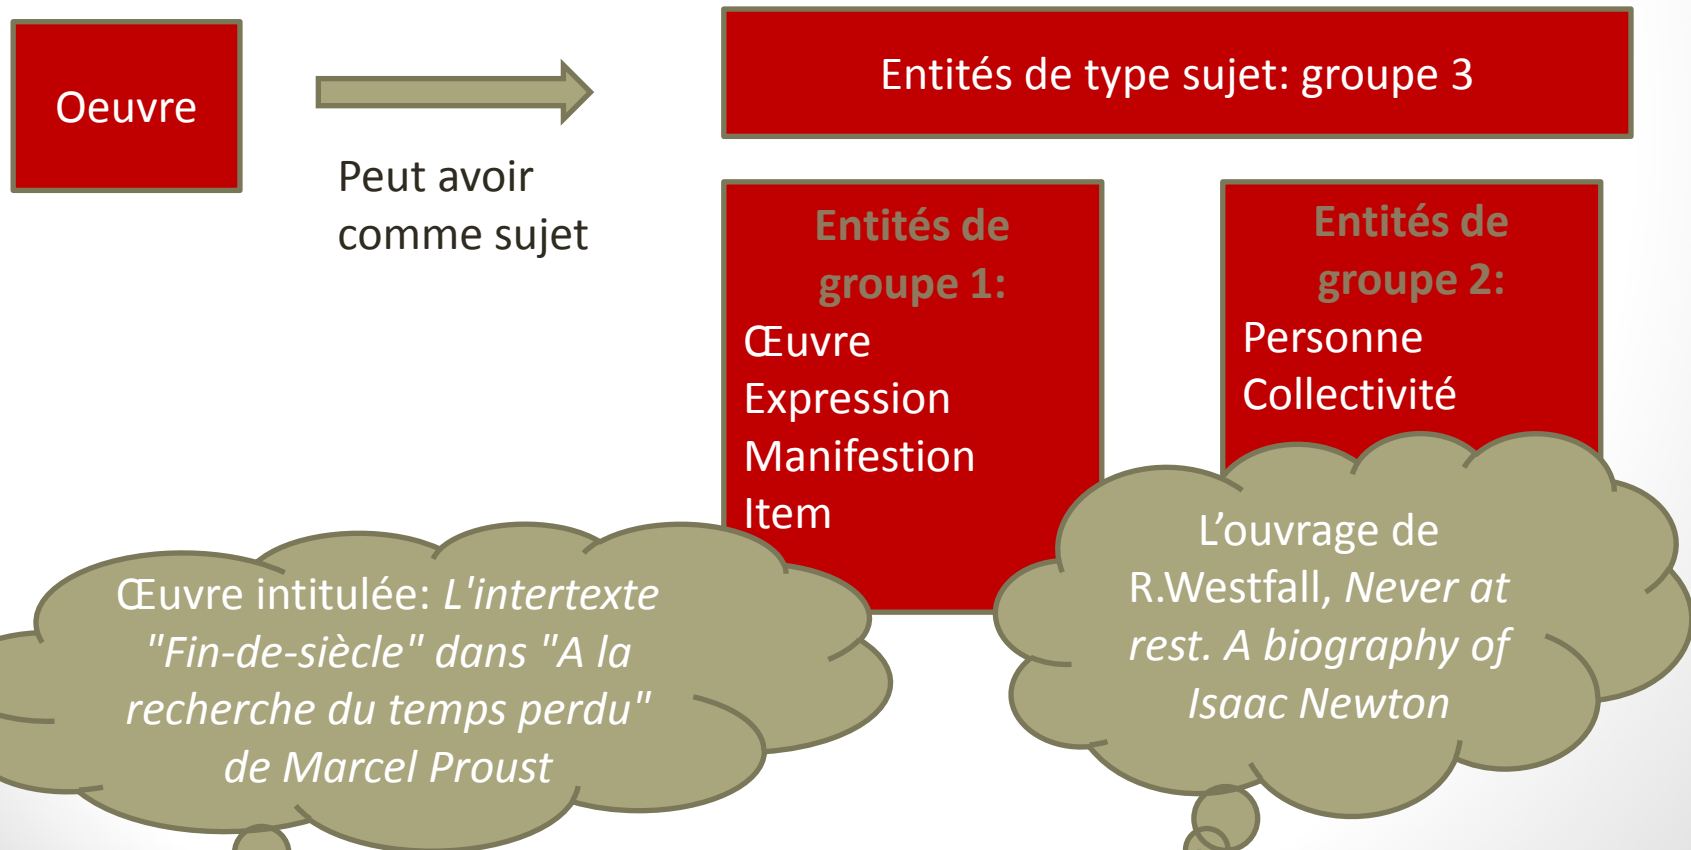 Oeuvre
Peut avoir
comme sujet
Entités de type sujet: groupe 3
Entités de
groupe 1:
Œuvre
Expression
Manifestion
Item
Entités de
groupe 2:
Personne
Collectivité
Œuvre intitulée: L'intertexte
"Fin-de-siècle" dans "A la
recherche du temps perdu"
de Marcel Proust
L’ouvrage de
R.Westfall, Never at
rest. A biography of
Isaac Newton